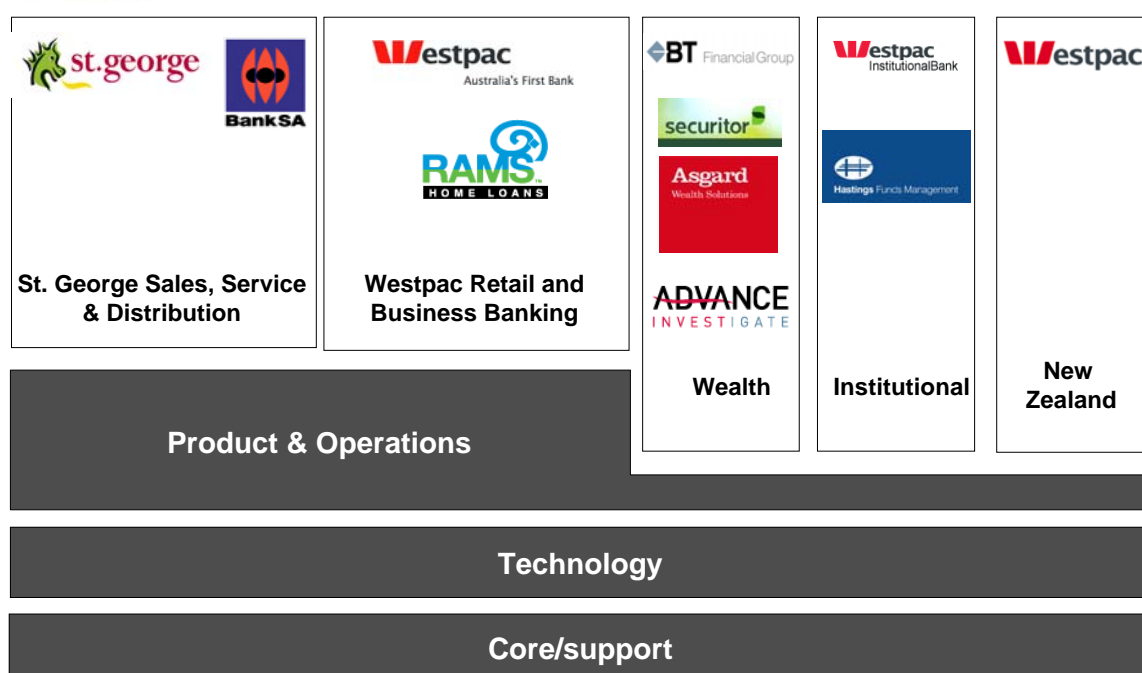 st.george
BankSA
St. George Sales, Service
& Distribution
Westpac
Australia's First Bank
RAMS™
HOME LOANS
Westpac Retail and
Business Banking
BT Financial Group
securitor
Asgard
Wealth Solutions
ADVANCE
INVESTIGATE
Wealth
Westpac
InstitutionalBank
Hastings Funds Management
Institutional
Westpac
New
Zealand
Product & Operations
Technology
Core/support